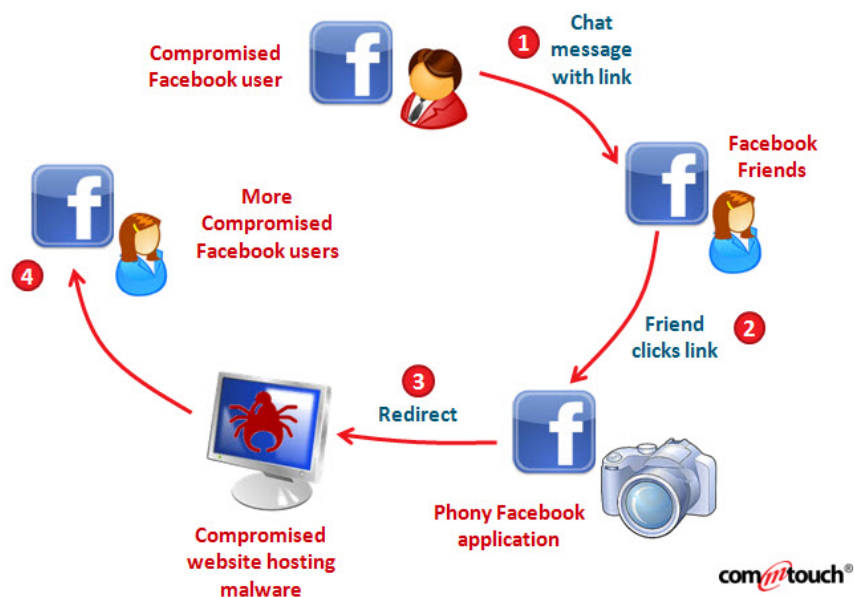 Compromised
Facebook user
1
Chat
message
with link
Facebook
Friends
2
Friend
clicks link
Phony Facebook
application
3
Redirect
Compromised
website hosting
malware
4
More
Compromised
Facebook users
commtouch®